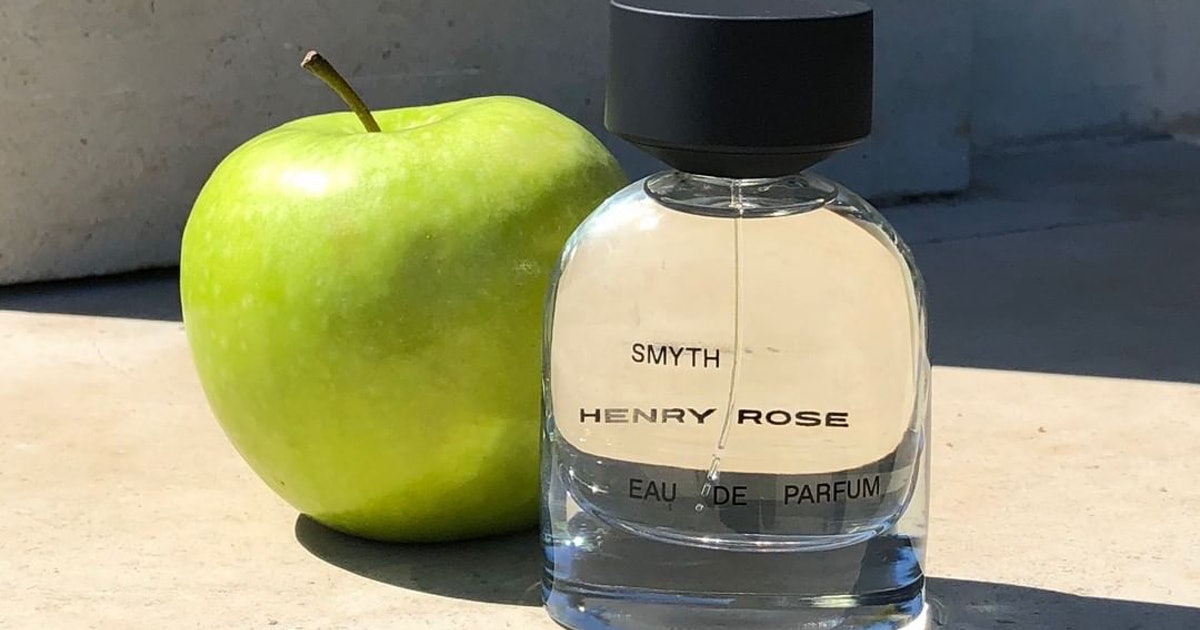 SMYTH
HENRY ROSE
EAU DE PARFUM